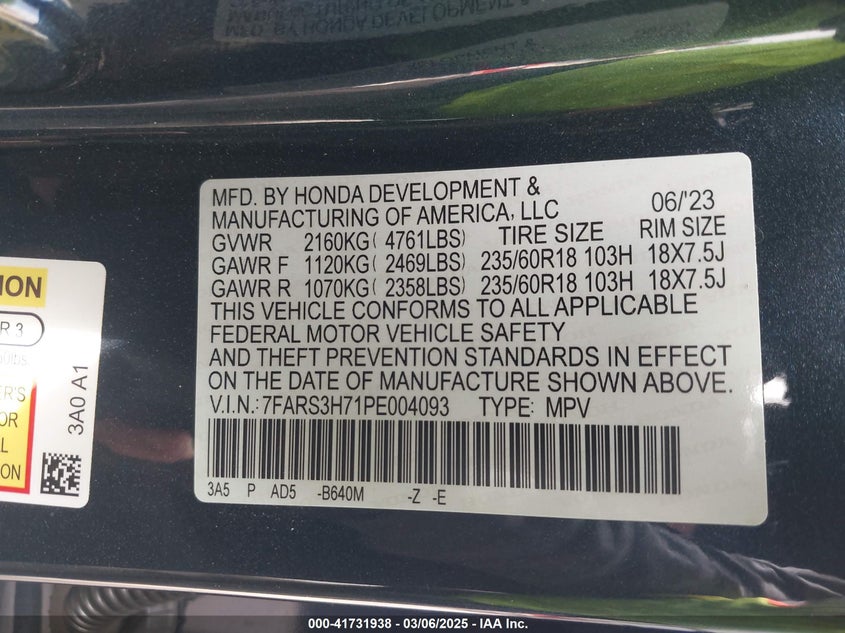 MFD. BY HONDA DEVELOPMENT &
MANUFACTURING OF AMERICA, LLC 06/'23
GVWR 2160KG( 4761LBS) TIRE SIZE RIM SIZE
GAWR F 1120KG( 2469LBS) 235/60R18 103H 18X7.5J
GAWR R 1070KG( 2358LBS) 235/60R18 103H 18X7.5J
THIS VEHICLE CONFORMS TO ALL APPLICABLE
FEDERAL MOTOR VEHICLE SAFETY
AND THEFT PREVENTION STANDARDS IN EFFECT
ON THE DATE OF MANUFACTURE SHOWN ABOVE.
V.I.N.: 7FARS3H71PE004093 TYPE: MPV
3A5 P AD5 -B640M -Z -E
R 3
3A0 A1
L
ON
000-41731938 - 03/06/2025 - IAA Inc.